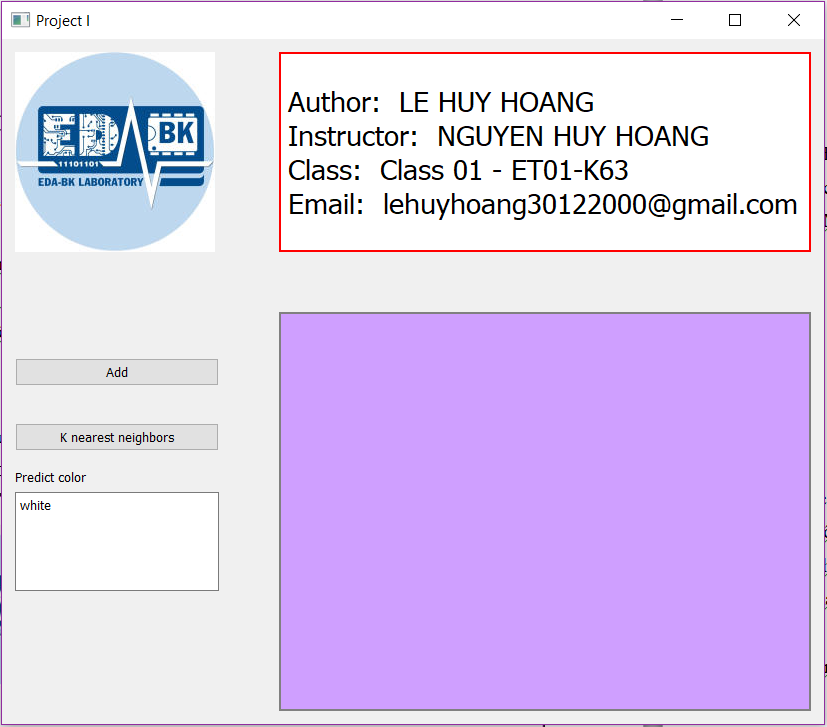 Project I
EDA BK
11101101
EDA-BK LABORATORY
Author: LE HUY HOANG
Instructor: NGUYEN HUY HOANG
Class: Class 01 - ET01-K63
Email: lehuyhoang30122000@gmail.com
Add
K nearest neighbors
Predict color
white